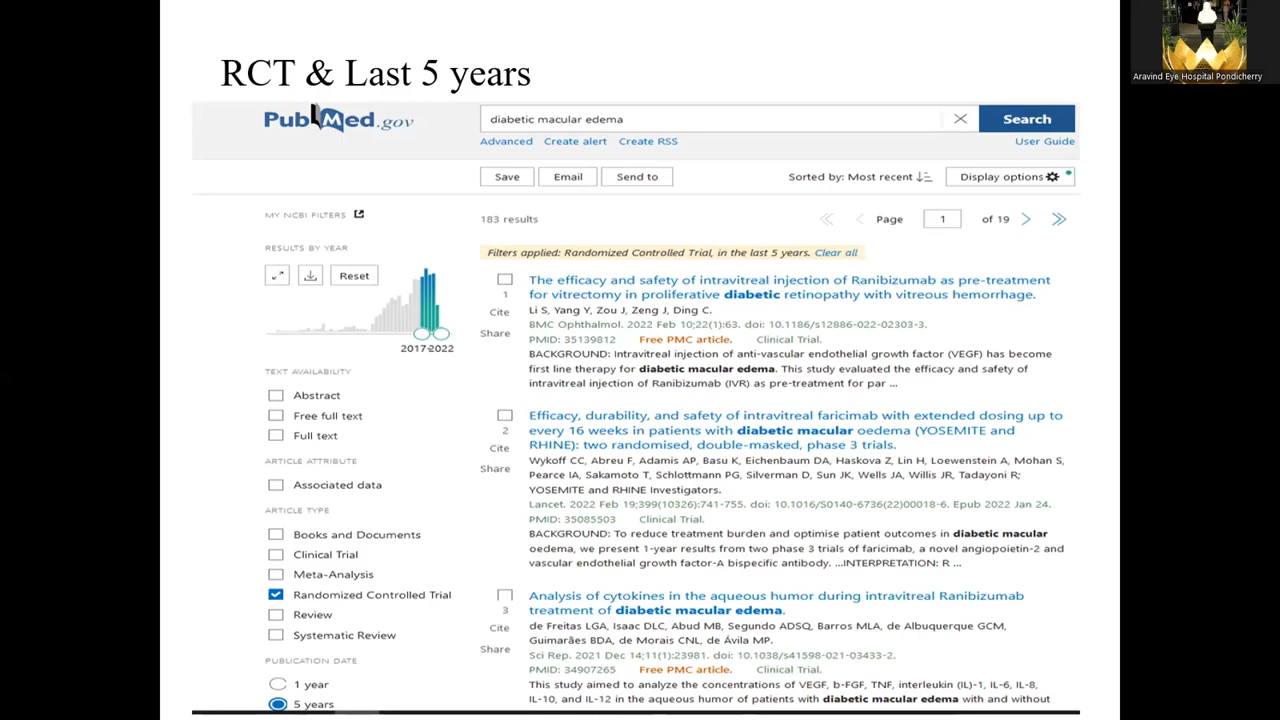 RCT & Last 5 years
Aravind Eye Hospital Pondicherry
PubMed.gov
diabetic macular edema
Search
Advanced Create alert Create RSS
User Guide
Save Email Send to
Sorted by: Most recent
Display options
MY NCBI FILTERS
183 results
Page 1 of 19
RESULTS BY YEAR
Reset
2017-2022
Filters applied: Randomized Controlled Trial, in the last 5 years. Clear all
TEXT AVAILABILITY
Abstract
Free full text
Full text
ARTICLE ATTRIBUTE
Associated data
ARTICLE TYPE
Books and Documents
Clinical Trial
Meta-Analysis
Randomized Controlled Trial
Review
Systematic Review
PUBLICATION DATE
1 year
5 years
1
Cite
Share
The efficacy and safety of intravitreal injection of Ranibizumab as pre-treatment
for vitrectomy in proliferative diabetic retinopathy with vitreous hemorrhage.
Li S, Yang Y, Zou J, Zeng J, Ding C.
BMC Ophthalmol. 2022 Feb 10;22(1):63. doi: 10.1186/s12886-022-02303-3.
PMID: 35139812 Free PMC article. Clinical Trial.
BACKGROUND: Intravitreal injection of anti-vascular endothelial growth factor (VEGF) has become
first line therapy for diabetic macular edema. This study evaluated the efficacy and safety of
intravitreal injection of Ranibizumab (IVR) as pre-treatment for par ...
2
Cite
Share
Efficacy, durability, and safety of intravitreal faricimab with extended dosing up to
every 16 weeks in patients with diabetic macular oedema (YOSEMITE and
RHINE): two randomised, double-masked, phase 3 trials.
Wykoff CC, Abreu F, Adamis AP, Basu K, Eichenbaum DA, Haskova Z, Lin H, Loewenstein A, Mohan S,
Pearce IA, Sakamoto T, Schlottmann PG, Silverman D, Sun JK, Wells JA, Willis JR, Tadayoni R;
YOSEMITE and RHINE Investigators.
Lancet. 2022 Feb 19;399(10326):741-755. doi: 10.1016/S0140-6736(22)00018-6. Epub 2022 Jan 24.
PMID: 35085503 Clinical Trial.
BACKGROUND: To reduce treatment burden and optimise patient outcomes in diabetic macular
oedema, we present 1-year results from two phase 3 trials of faricimab, a novel angiopoietin-2 and
vascular endothelial growth factor-A bispecific antibody. ...INTERPRETATION: R ...
3
Cite
Share
Analysis of cytokines in the aqueous humor during intravitreal Ranibizumab
treatment of diabetic macular edema.
de Freitas LGA, Isaac DLC, Abud MB, Segundo ADSQ, Barros MLA, de Albuquerque GCM,
Guimarães BDA, de Morais CNL, de Ávila MP.
Sci Rep. 2021 Dec 14;11(1):23981. doi: 10.1038/s41598-021-03433-2.
PMID: 34907265 Free PMC article. Clinical Trial.
This study aimed to analyze the concentrations of VEGF, b-FGF, TNF, interleukin (IL)-1, IL-6, IL-8,
IL-10, and IL-12 in the aqueous humor of patients with diabetic macular edema with and without